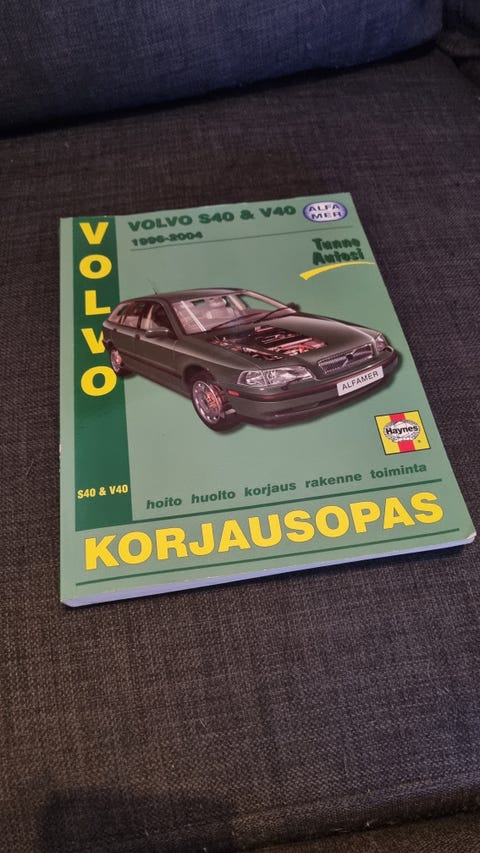 VOLVO
VOLVO S40 & V40
1996-2004
ALFA
MER
Tunne
Autosi
ALFAMER
Haynes
S40 & V40
hoito huolto korjaus rakenne toiminta
KORJAUSOPAS